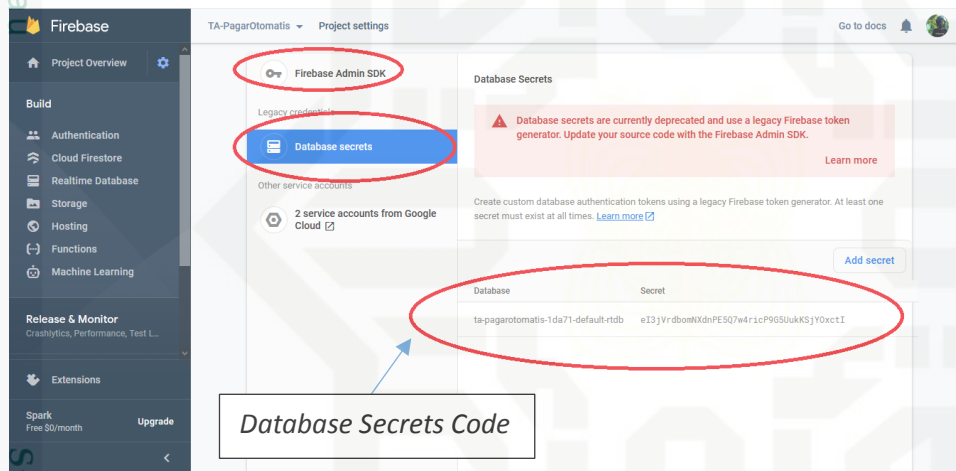 Firebase
TA-PagarOtomatis
Project settings
Go to docs
Project Overview
Build
Authentication
Cloud Firestore
Realtime Database
Storage
Hosting
Functions
Machine Learning
Release & Monitor
Crashlytics, Performance, Test L...
Extensions
Spark
Free $0/month
Upgrade
Firebase Admin SDK
Legacy credentials
Database secrets
Other service accounts
2 service accounts from Google
Cloud
Database Secrets
Database secrets are currently deprecated and use a legacy Firebase token
generator. Update your source code with the Firebase Admin SDK.
Learn more
Create custom database authentication tokens using a legacy Firebase token generator. At least one
secret must exist at all times. Learn more
Add secret
Database
Secret
ta-pagarotomatis-1da71-default-rtdb
eI3jVrdbomNXdnPE5Q7w4ricP9G5UukKSjYOxctI
Database Secrets Code